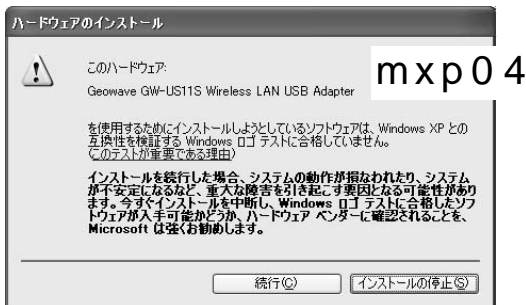 ハードウェアのインストール
mxp04
このハードウェア:
Geowave GW-US11S Wireless LAN USB Adapter
を使用するためにインストールしようとしているソフトウェアは、Windows XP との
互換性を検証する Windows ロゴ テストに合格していません。
(このテストが重要である理由)
インストールを続行した場合、システムの動作が損なわれたり、システム
が不安定になるなど、重大な障害を引き起こす要因となる可能性があり
ます。今すぐインストールを中断し、Windows ロゴ テストに合格したソフ
トウェアが入手可能かどうか、ハードウェア ベンダーに確認されることを、
Microsoft は強くお勧めします。
続行(C)
インストールの停止(S)